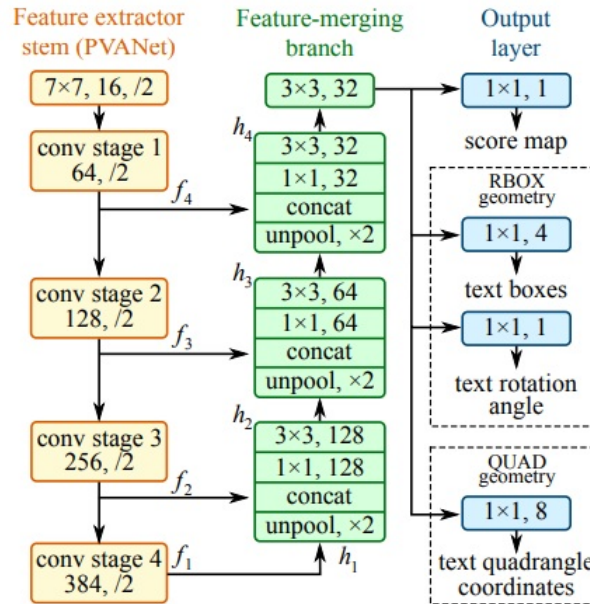 Feature extractor
stem (PVANet)
7×7, 16, /2
conv stage 1
64, /2
f4
conv stage 2
128, /2
f3
conv stage 3
256, /2
f2
conv stage 4
384, /2
f1
Feature-merging
branch
3×3, 32
h4
3×3, 32
1×1, 32
concat
unpool, ×2
h3
3×3, 64
1×1, 64
concat
unpool, ×2
h2
3×3, 128
1×1, 128
concat
unpool, ×2
h1
Output
layer
1×1, 1
score map
RBOX
geometry
1×1, 4
text boxes
1×1, 1
text rotation
angle
QUAD
geometry
1×1, 8
text quadrangle
coordinates